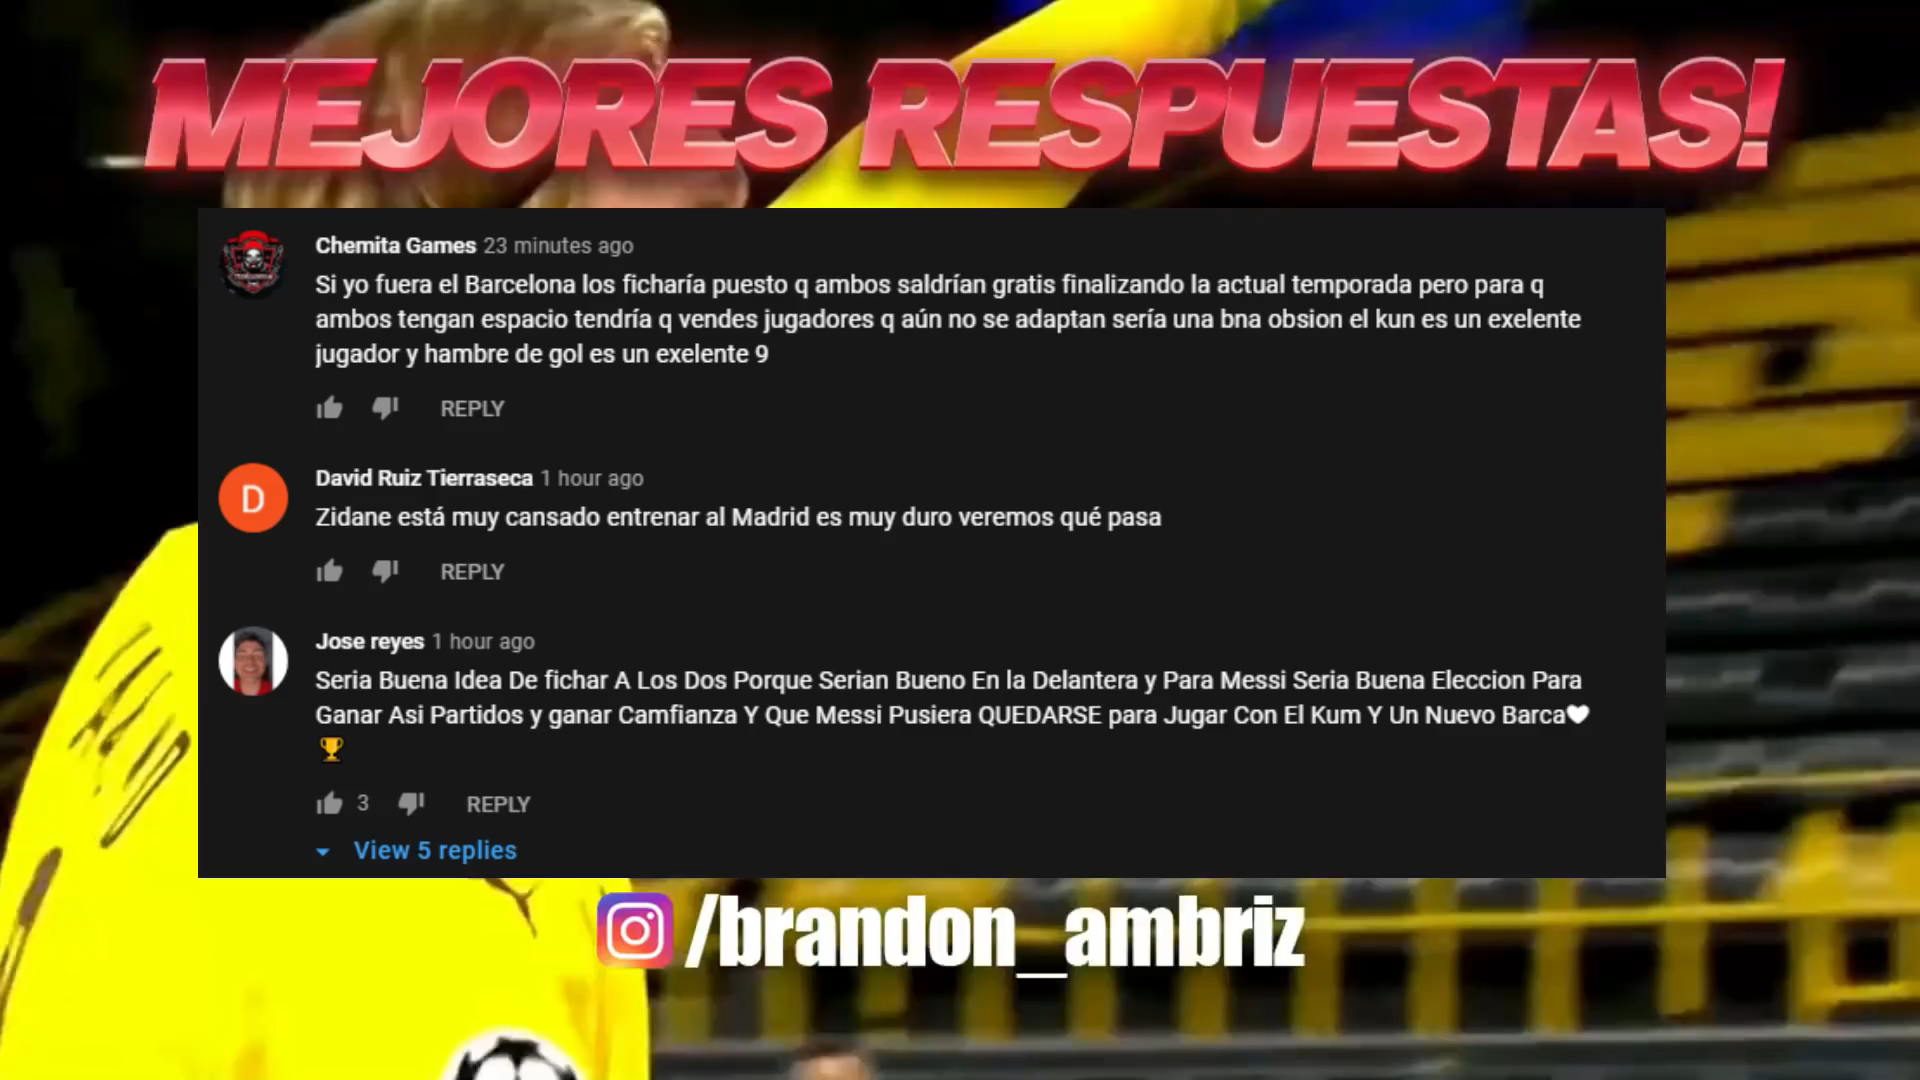 MEJORES RESPUESTAS!
Chemita Games 23 minutes ago
Si yo fuera el Barcelona los ficharía puesto q ambos saldrían gratis finalizando la actual temporada pero para q
ambos tengan espacio tendría q vendes jugadores q aún no se adaptan sería una bna obsion el kun es un exelente
jugador y hambre de gol es un exelente 9
REPLY
D
David Ruiz Tierraseca 1 hour ago
Zidane está muy cansado entrenar al Madrid es muy duro veremos qué pasa
REPLY
Jose reyes 1 hour ago
Seria Buena Idea De fichar A Los Dos Porque Serian Bueno En la Delantera y Para Messi Seria Buena Eleccion Para
Ganar Asi Partidos y ganar Camfianza Y Que Messi Pusiera QUEDARSE para Jugar Con El Kum Y Un Nuevo Barca🤍
🏆
3 REPLY
View 5 replies
/brandon_ambriz